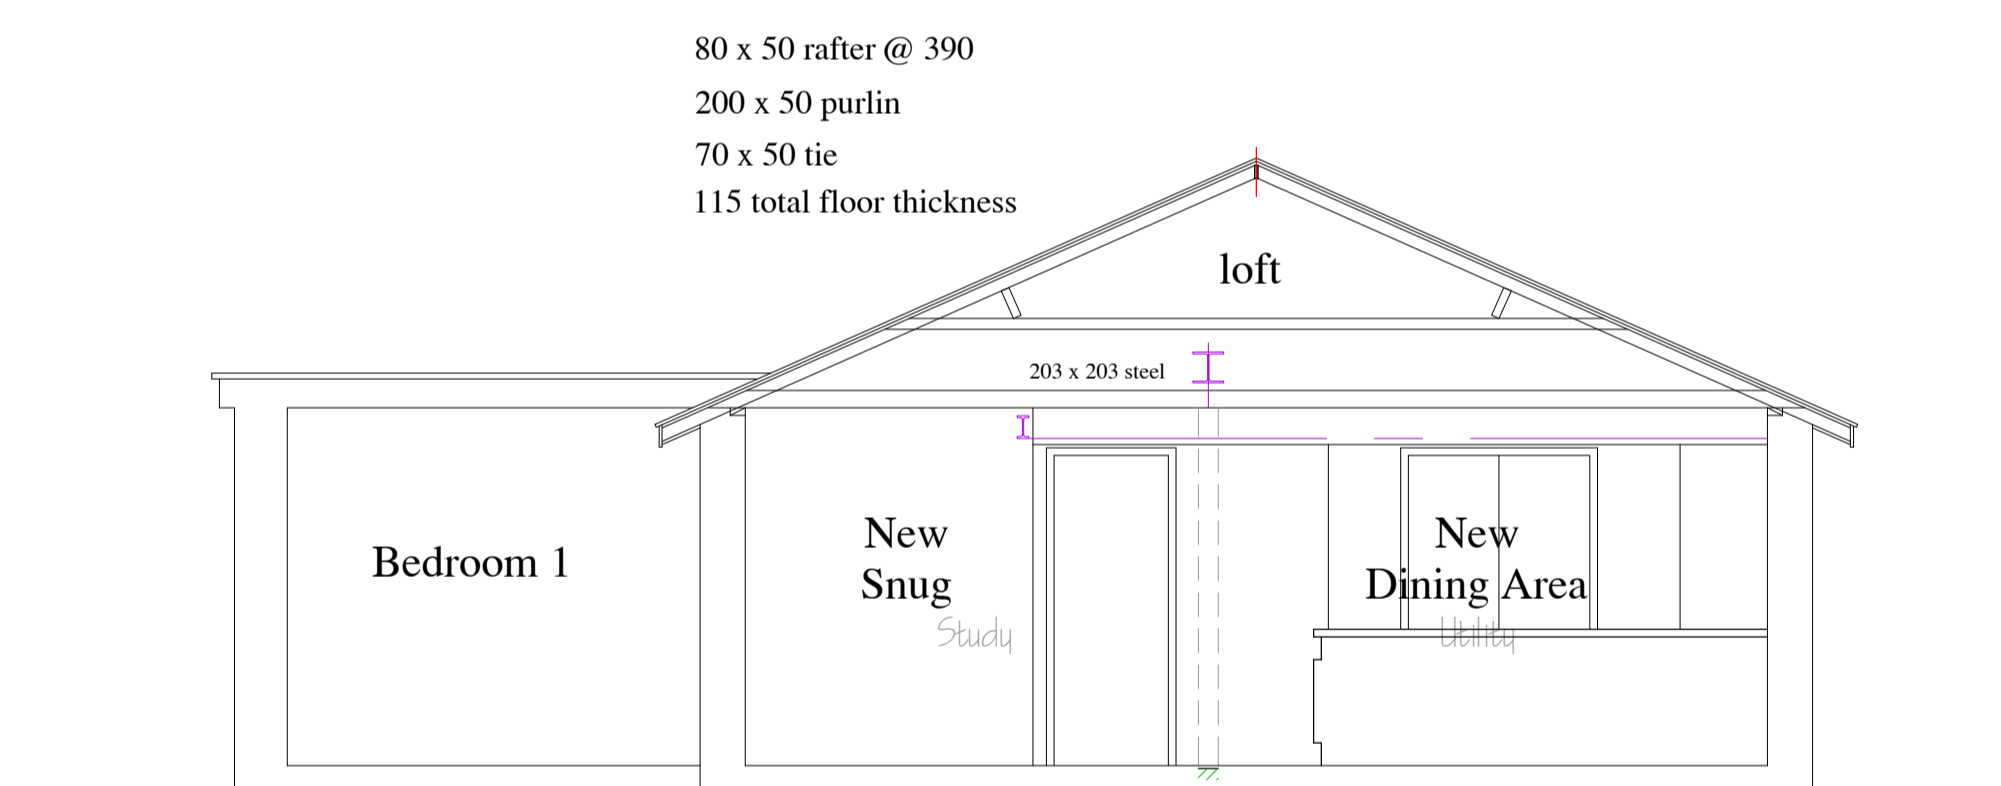 80 x 50 rafter @ 390
200 x 50 purlin
70 x 50 tie
115 total floor thickness
loft
203 x 203 steel
Bedroom 1
New
Snug
Study
New
Dining Area
Utility